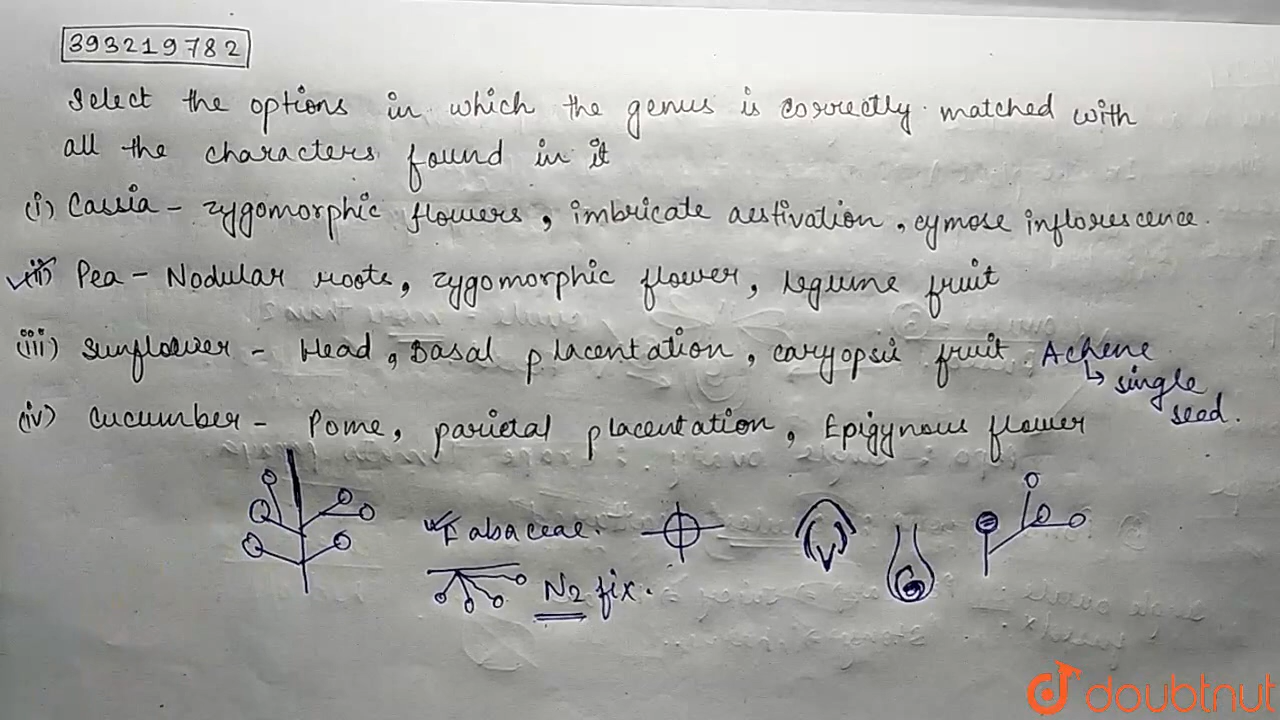 393219782
Select the options in which the genus is correctly matched with
all the characters found in it
(i) Cassia - zygomorphic flowers, imbricate aestivation, cymose inflorescence.
(ii) Pea - Nodular roots, zygomorphic flower, legume fruit
(iii) Sunflower - Head, Basal placentation, caryopsis fruit Achene
single
seed.
(iv) Cucumber - Pome, parietal placentation, Epigynous flower
Fabaceae.
N2 fix.
doubtnut